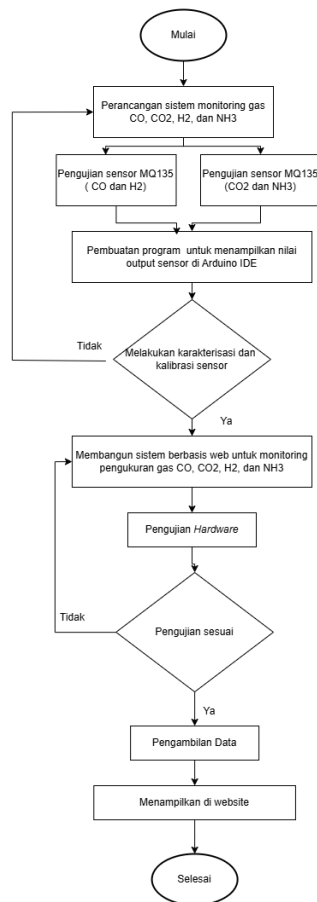 Mulai
Perancangan sistem monitoring gas
CO, CO2, H2, dan NH3
Pengujian sensor MQ135
( CO dan H2)
Pengujian sensor MQ135
(CO2 dan NH3)
Pembuatan program untuk menampilkan nilai
output sensor di Arduino IDE
Tidak
Melakukan karakterisasi dan
kalibrasi sensor
Ya
Membangun sistem berbasis web untuk monitoring
pengukuran gas CO, CO2, H2, dan NH3
Pengujian Hardware
Tidak
Pengujian sesuai
Ya
Pengambilan Data
Menampilkan di website
Selesai